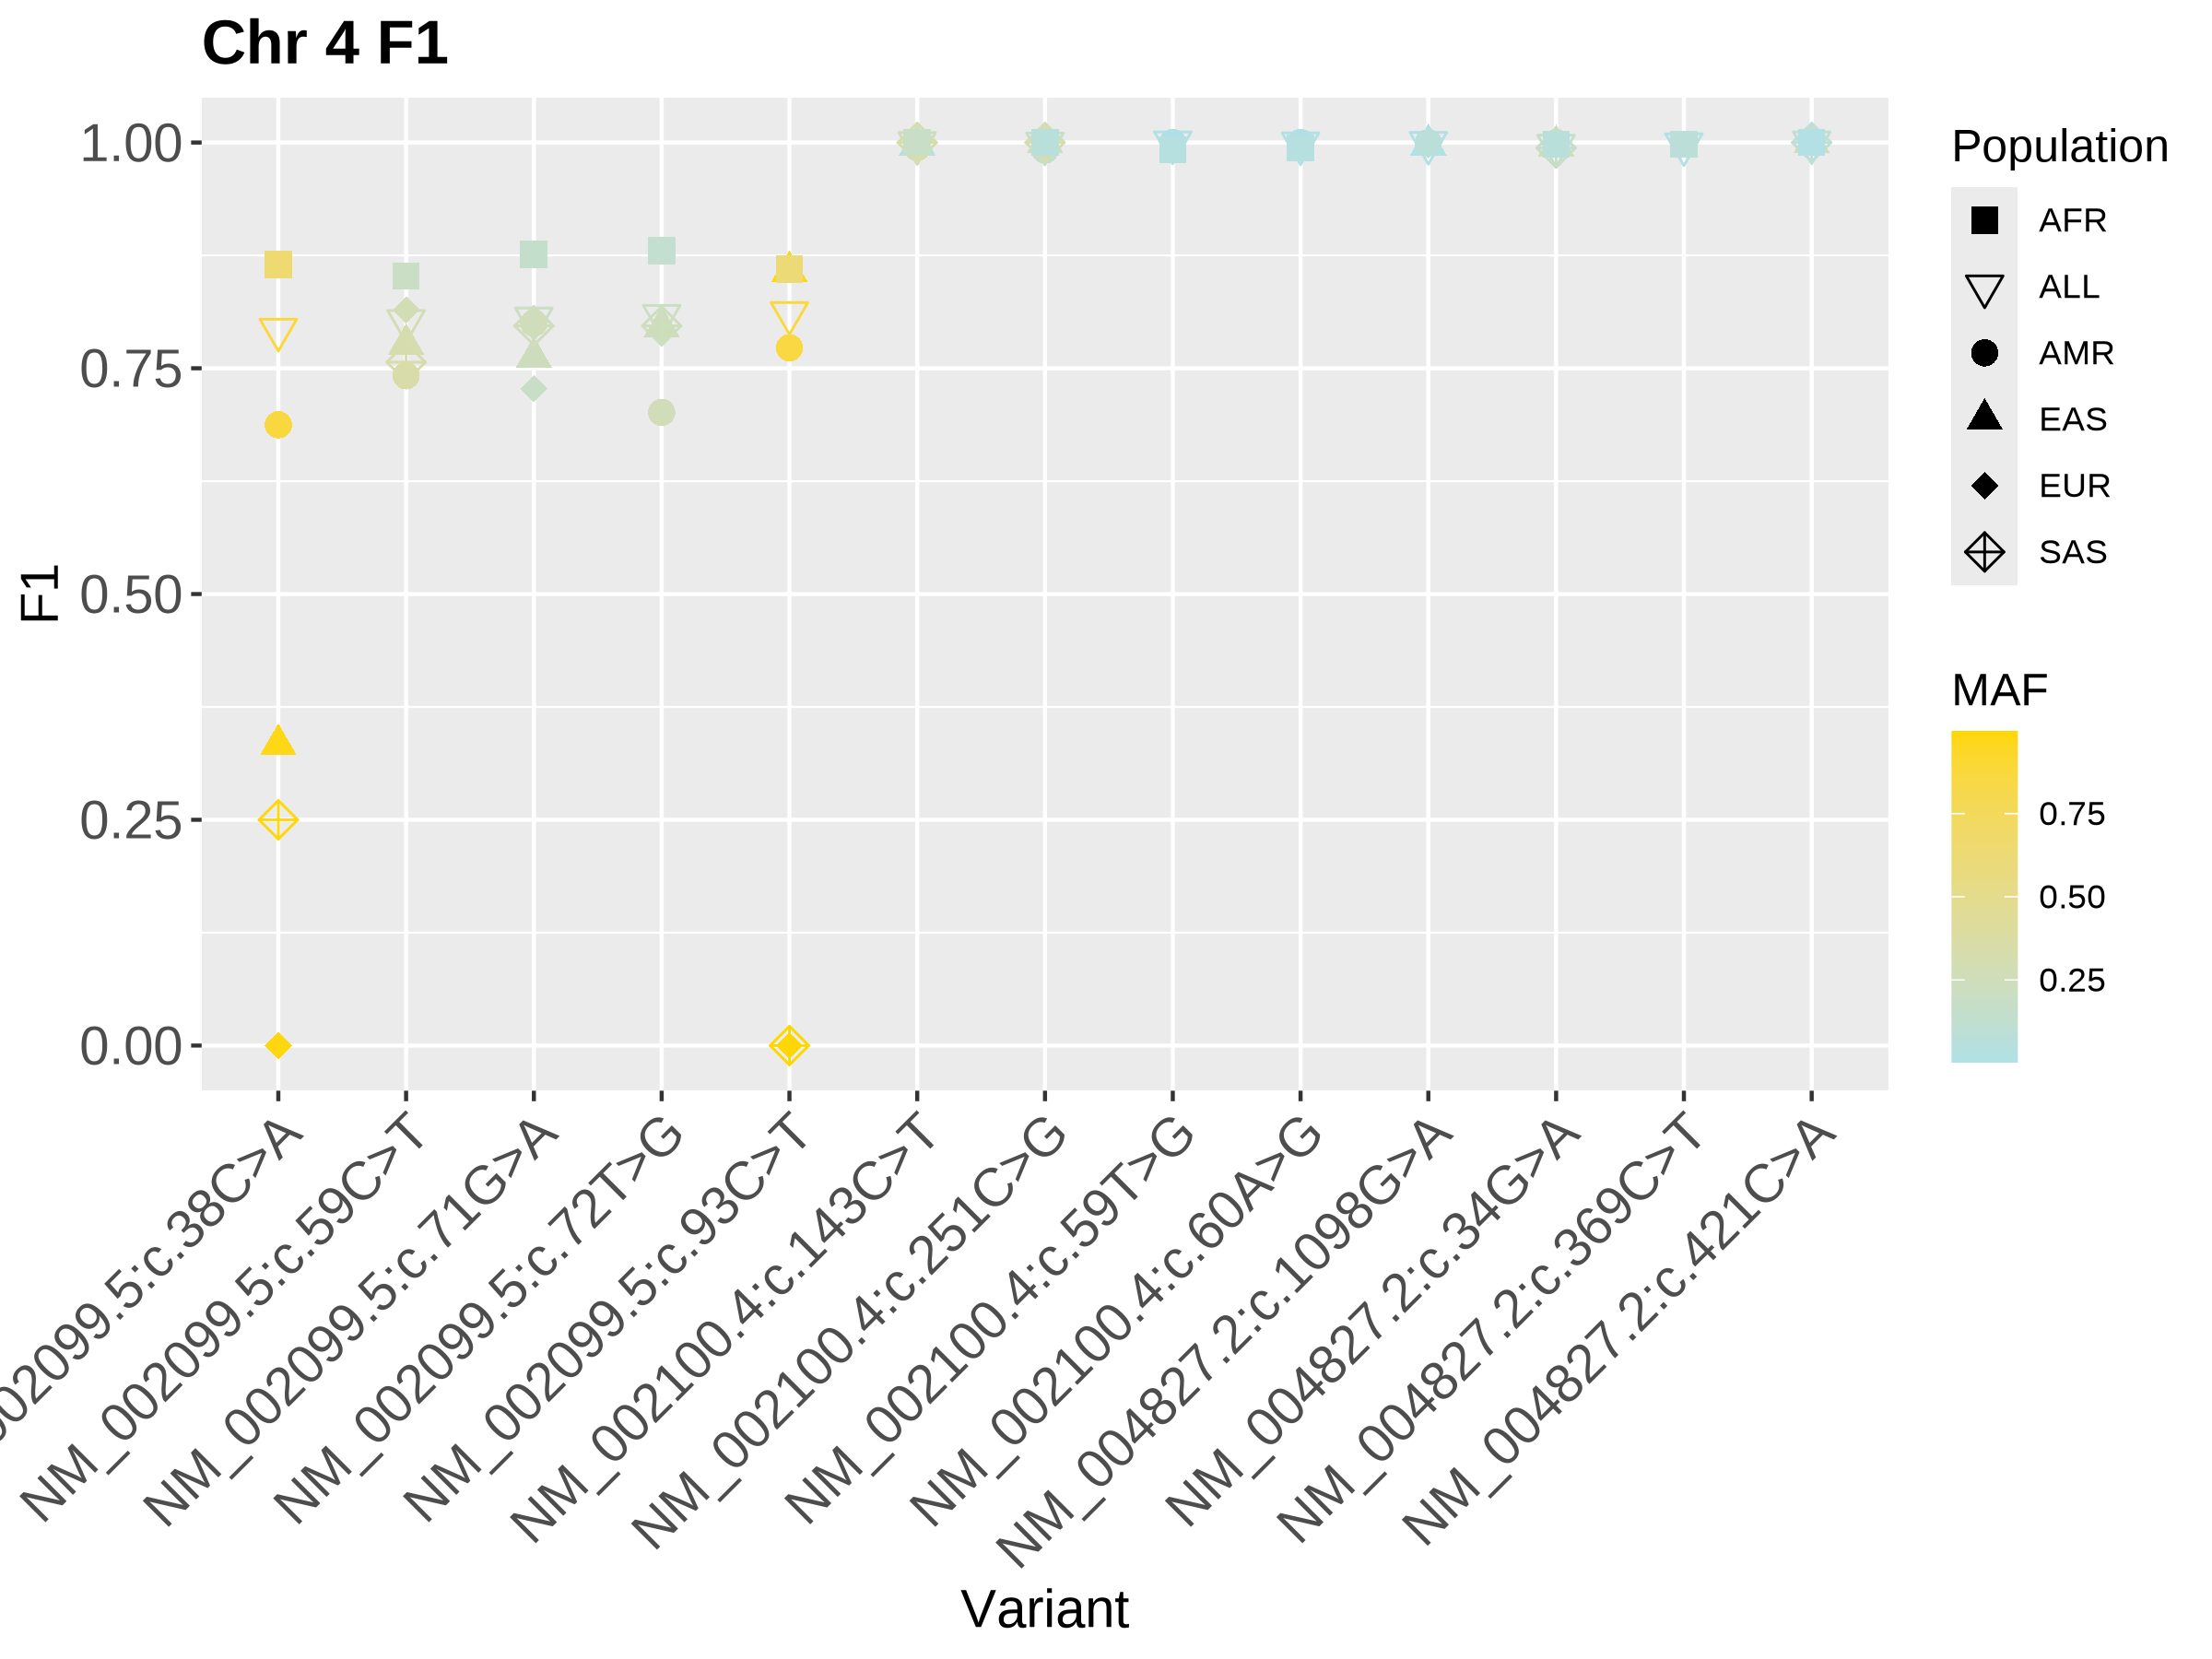 Chr 4 F1
1.00
0.75
0.50
0.25
0.00
F1
002099.5:c.38C>A
NM_002099.5:c.59C>T
NM_002099.5:c.71G>A
NM_002099.5:c.72T>G
NM_002099.5:c.93C>T
NM_002100.4:c.143C>T
NM_002100.4:c.251C>G
NM_002100.4:c.59T>G
NM_002100.4:c.60A>G
NM_004827.2:c.1098G>A
NM_004827.2:c.34G>A
NM_004827.2:c.369C>T
NM_004827.2:c.421C>A
Variant
Population
AFR
ALL
AMR
EAS
EUR
SAS
MAF
0.75
0.50
0.25